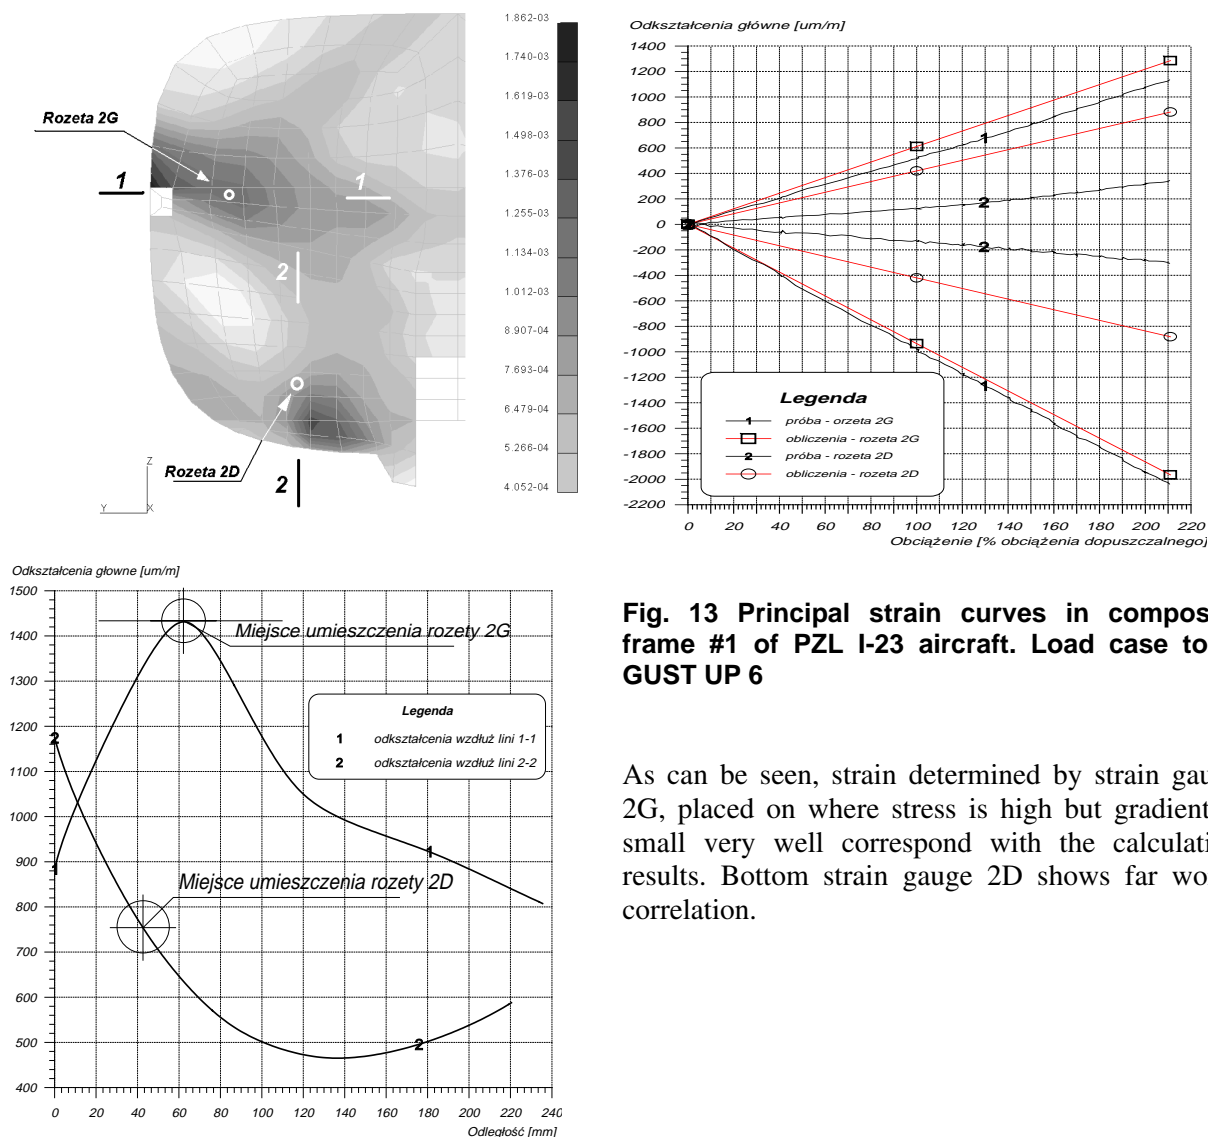 1.862-03
1.740-03
1.619-03
1.498-03
1.376-03
1.255-03
1.134-03
1.012-03
8.907-04
7.693-04
6.479-04
5.266-04
4.052-04
Rozeta 2G
1
1
2
Rozeta 2D
2
Z
Y
X
Odkształcenia główne [um/m]
1400
1200
1000
800
600
400
200
0
-200
-400
-600
-800
-1000
-1200
-1400
-1600
-1800
-2000
-2200
1
2
2
1
Legenda
1 próba - orzeta 2G
obliczenia - rozeta 2G
2 próba - rozeta 2D
obliczenia - rozeta 2D
0 20 40 60 80 100 120 140 160 180 200 220
Obciążenie [% obciążenia dopuszczalnego]
Odkształcenia głowne [um/m]
1500
1400
1300
1200
1100
1000
900
800
700
600
500
400
Miejsce umieszczenia rozety 2G
Legenda
1 odkształcenia wzdłuż lini 1-1
2 odkształcenia wzdłuż lini 2-2
2
1
1
Miejsce umieszczenia rozety 2D
2
0 20 40 60 80 100 120 140 160 180 200 220 240
Odległość [mm]
Fig. 13 Principal strain curves in compos
frame #1 of PZL I-23 aircraft. Load case to
GUST UP 6
As can be seen, strain determined by strain gau
2G, placed on where stress is high but gradient
small very well correspond with the calculati
results. Bottom strain gauge 2D shows far wo
correlation.